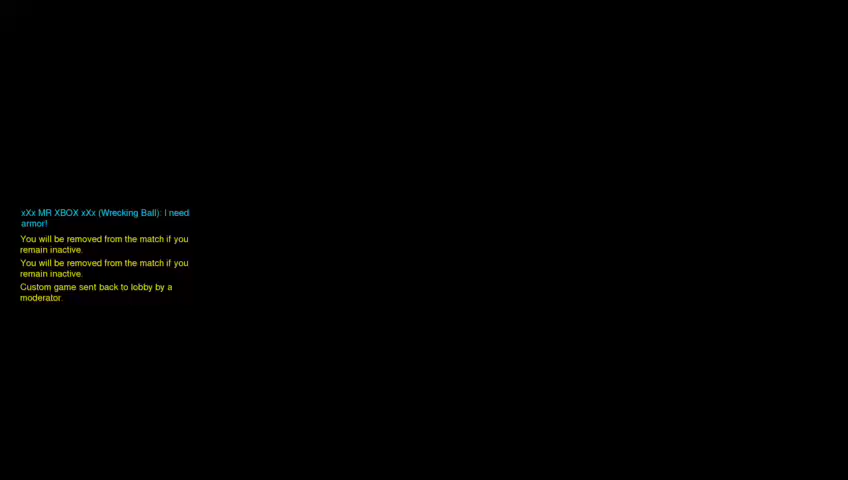 xXx MR XBOX xXx (Wrecking Ball): I need
armor!
You will be removed from the match if you
remain inactive.
You will be removed from the match if you
remain inactive.
Custom game sent back to lobby by a
moderator.